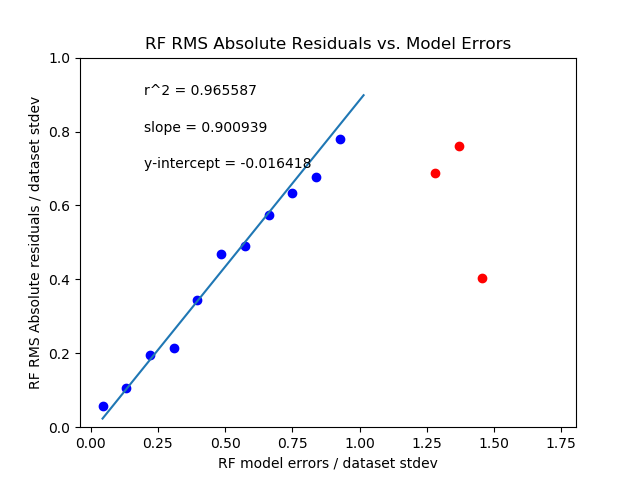 RF RMS Absolute Residuals vs. Model Errors
r^2 = 0.965587
slope = 0.900939
y-intercept = -0.016418
RF RMS Absolute residuals / dataset stdev
1.0
0.8
0.6
0.4
0.2
0.0
0.00 0.25 0.50 0.75 1.00 1.25 1.50 1.75
RF model errors / dataset stdev